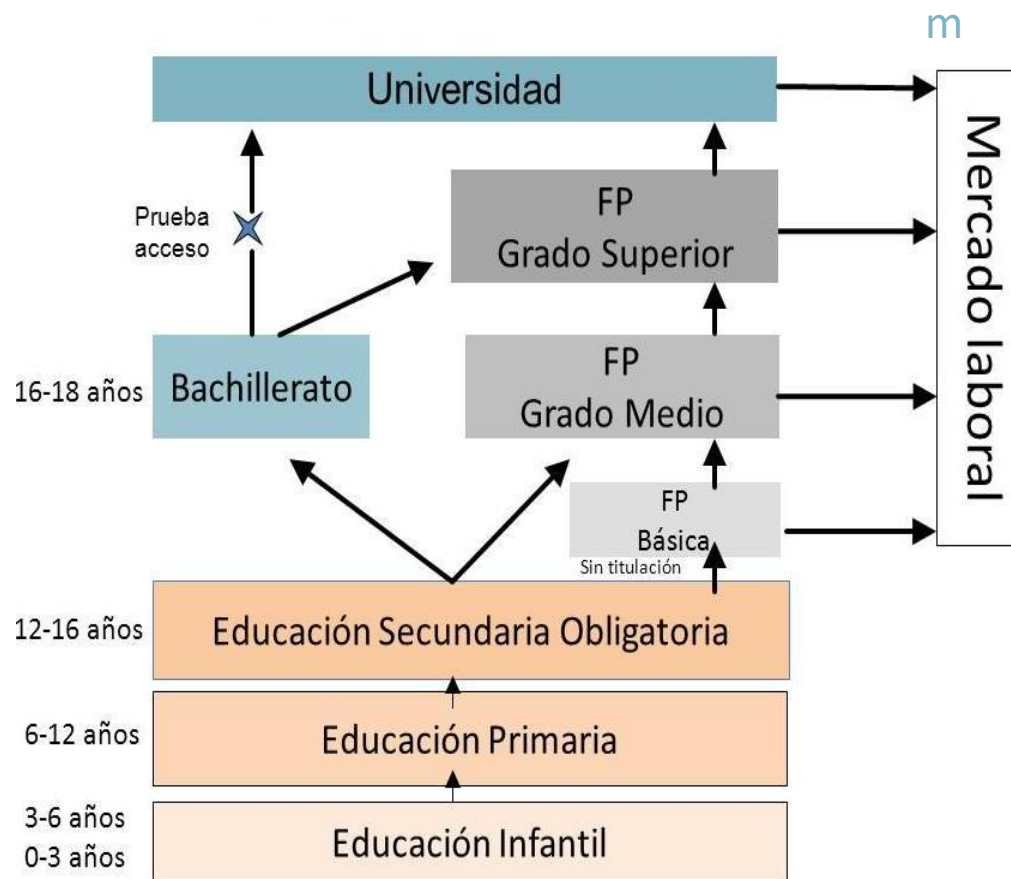 m
Universidad
Prueba
acceso
FP
Grado Superior
Mercado laboral
16-18 años
Bachillerato
FP
Grado Medio
FP
Básica
Sin titulación
12-16 años
Educación Secundaria Obligatoria
6-12 años
Educación Primaria
3-6 años
0-3 años
Educación Infantil